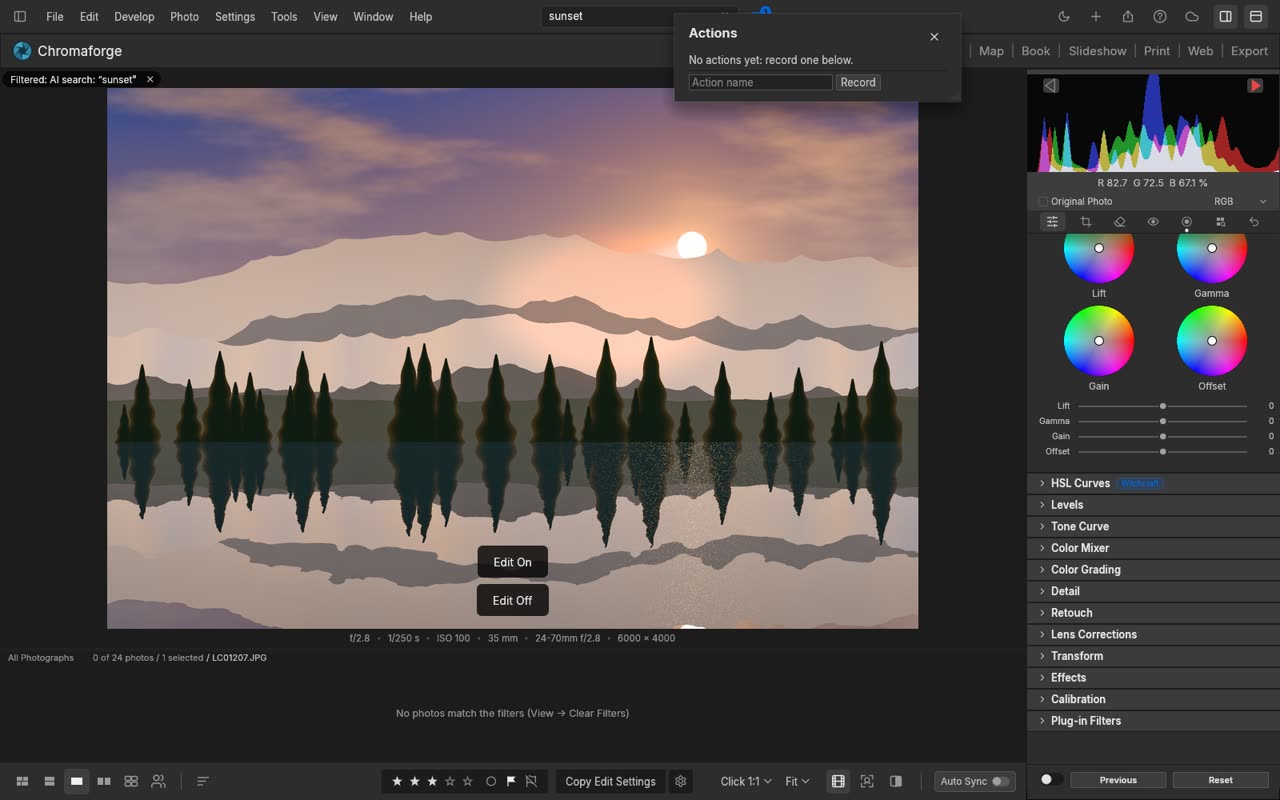 File Edit Develop Photo Settings Tools View Window Help
sunset
Chromaforge
Map | Book | Slideshow | Print | Web | Export
Actions
No actions yet: record one below.
Action name Record
Filtered: AI search: “sunset”
R 82.7 G 72.5 B 67.1 %
Original Photo RGB
Lift Gamma
Gain Offset
Lift 0
Gamma 0
Gain 0
Offset 0
HSL Curves Witchcraft
Levels
Tone Curve
Color Mixer
Color Grading
Detail
Retouch
Lens Corrections
Transform
Effects
Calibration
Plug-in Filters
Edit On
Edit Off
f/2.8 • 1/250 s • ISO 100 • 35 mm • 24-70mm f/2.8 • 6000 × 4000
All Photographs 0 of 24 photos / 1 selected / LC01207.JPG
No photos match the filters (View → Clear Filters)
Copy Edit Settings Click 1:1 Fit Auto Sync Previous Reset